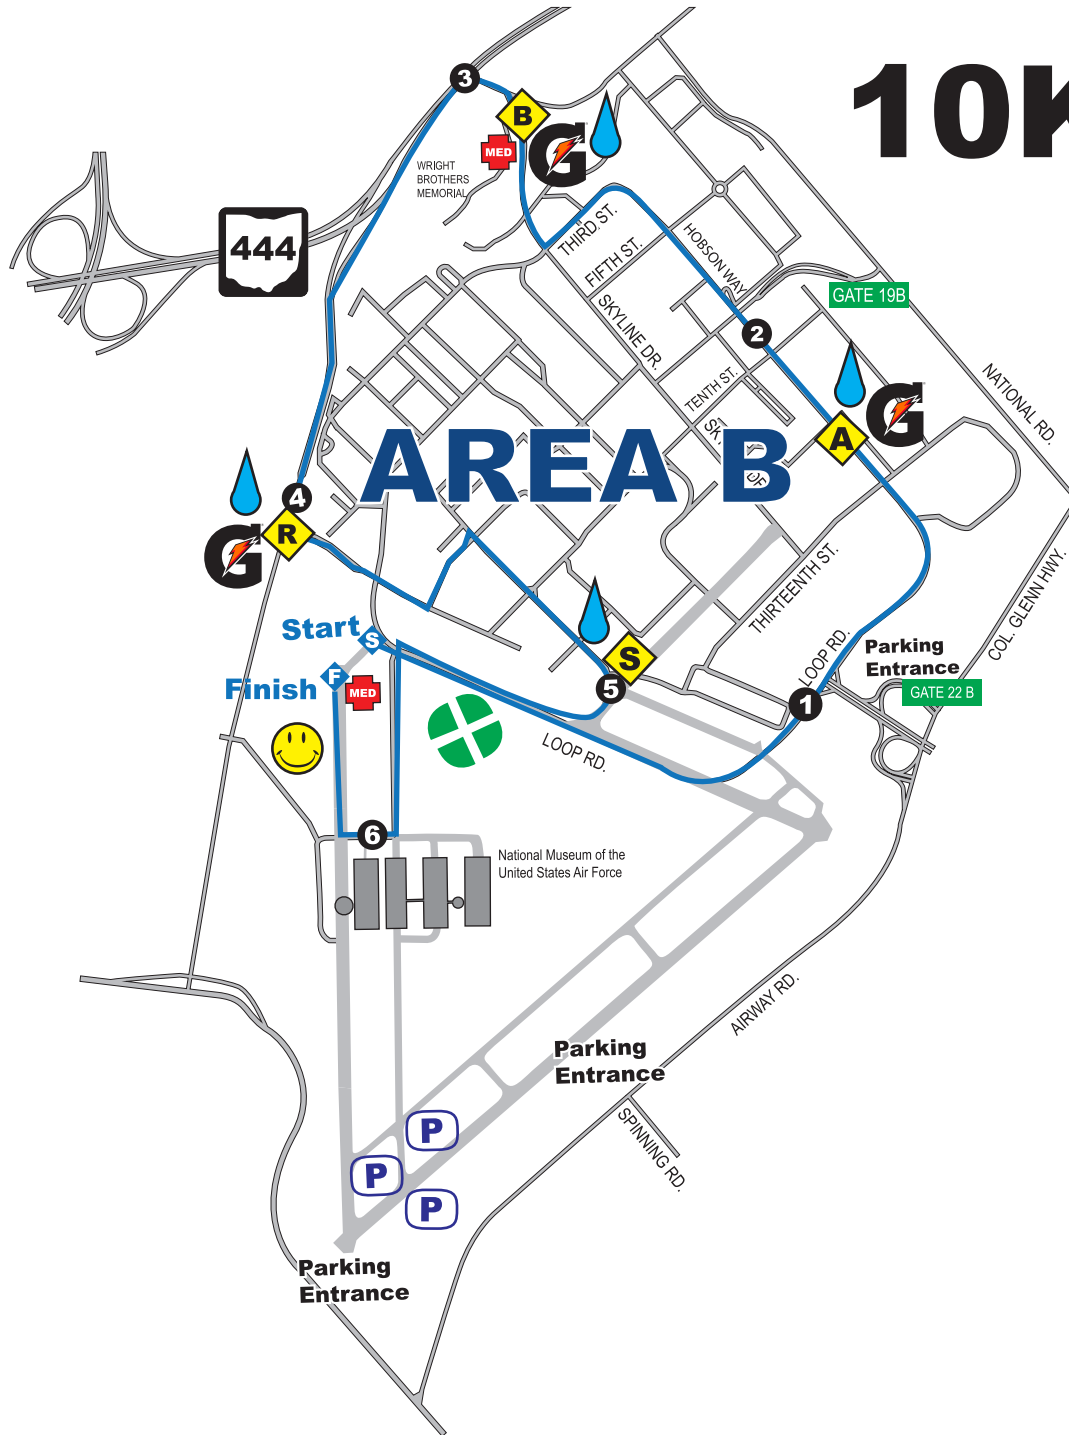 10K
3
B
MED
G
WRIGHT
BROTHERS
MEMORIAL
444
THIRD ST.
FIFTH ST.
HOBSON WAY
SKYLINE DR.
GATE 19B
2
TENTH ST.
NATIONAL RD.
A
G
AREA B
4
R
G
THIRTEENTH ST.
COL. GLENN HWY.
Start
S
S
LOOP RD.
Parking
Entrance
GATE 22 B
F
Finish
MED
5
1
LOOP RD.
6
National Museum of the
United States Air Force
AIRWAY RD.
Parking
Entrance
SPINNING RD.
P
P
P
Parking
Entrance